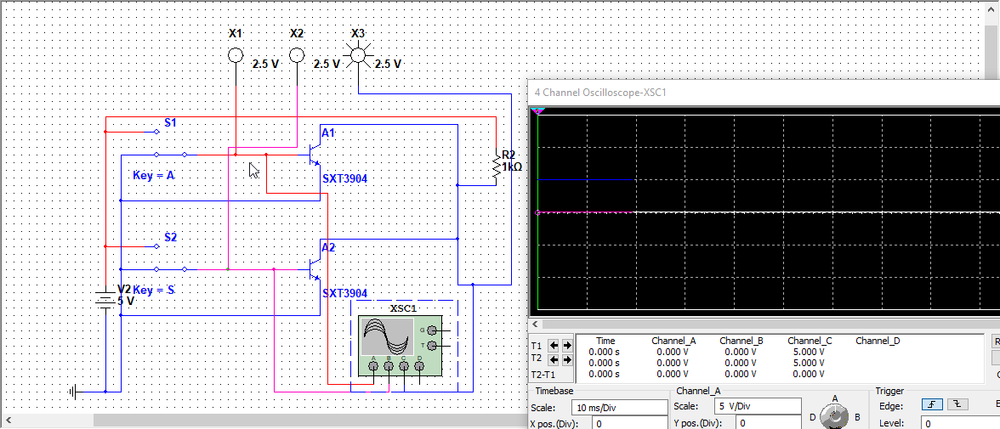 X1 X2 X3
2.5 V 2.5 V 2.5 V
4 Channel Oscilloscope-XSC1
S1
A1
R2
1kΩ
Key = A
SXT3904
S2
A2
V2 Key = S
5 V
SXT3904
XSC1
G
T
A B C D
Time Channel_A Channel_B Channel_C Channel_D
T1 0.000 s 0.000 V 0.000 V 5.000 V
T2 0.000 s 0.000 V 0.000 V 5.000 V
T2-T1 0.000 s 0.000 V 0.000 V 0.000 V
Timebase Channel_A Trigger
Scale: 10 ms/Div Scale: 5 V/Div A Edge:
D B
X pos.(Div): 0 Y pos.(Div): 0 Level: 0